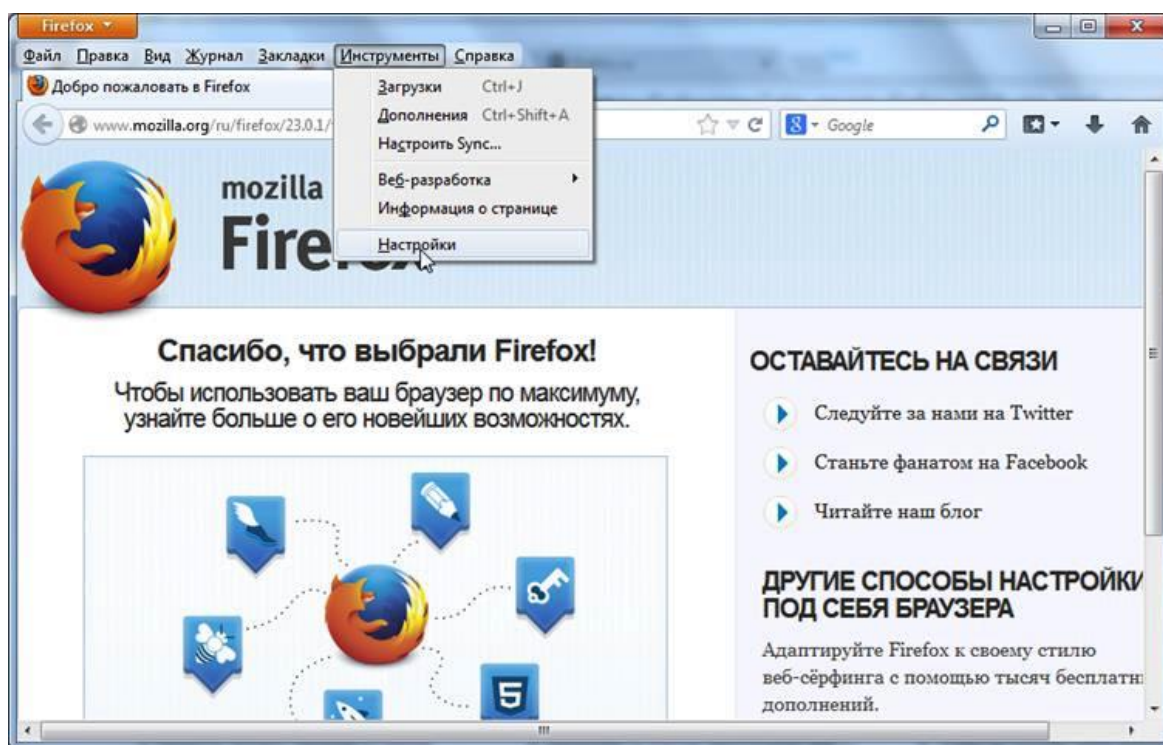 Firefox
Файл Правка Вид Журнал Закладки Инструменты Справка
Добро пожаловать в Firefox
www.mozilla.org/ru/firefox/23.0.1/
Google
Загрузки Ctrl+J
Дополнения Ctrl+Shift+A
Настроить Sync...
Веб-разработка
Информация о странице
Настройки
mozilla
Firefox
Спасибо, что выбрали Firefox!
Чтобы использовать ваш браузер по максимуму,
узнайте больше о его новейших возможностях.
ОСТАВАЙТЕСЬ НА СВЯЗИ
Следуйте за нами на Twitter
Станьте фанатом на Facebook
Читайте наш блог
ДРУГИЕ СПОСОБЫ НАСТРОЙКИ
ПОД СЕБЯ БРАУЗЕРА
Адаптируйте Firefox к своему стилю
веб-сёрфинга с помощью тысяч бесплатн
дополнений.